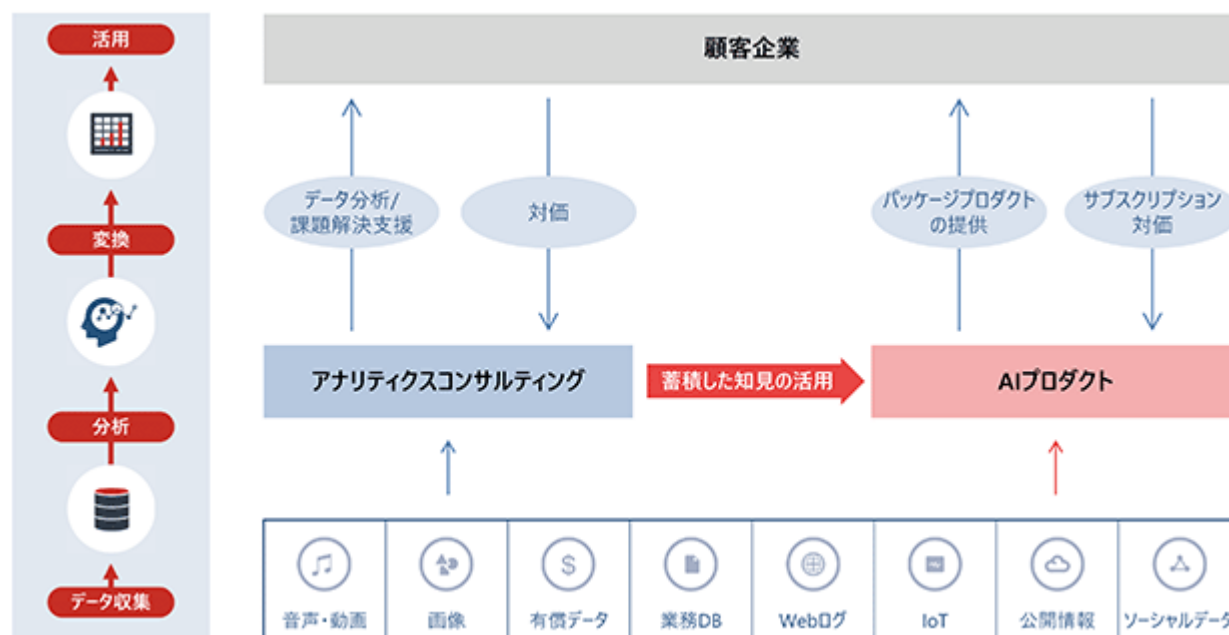 活用
変換
分析
データ収集
顧客企業
データ分析/
課題解決支援
対価
パッケージプロダクト
の提供
サブスクリプション
対価
アナリティクスコンサルティング
蓄積した知見の活用
AIプロダクト
音声・動画
画像
有償データ
業務DB
Webログ
IoT
公開情報
ソーシャルデータ